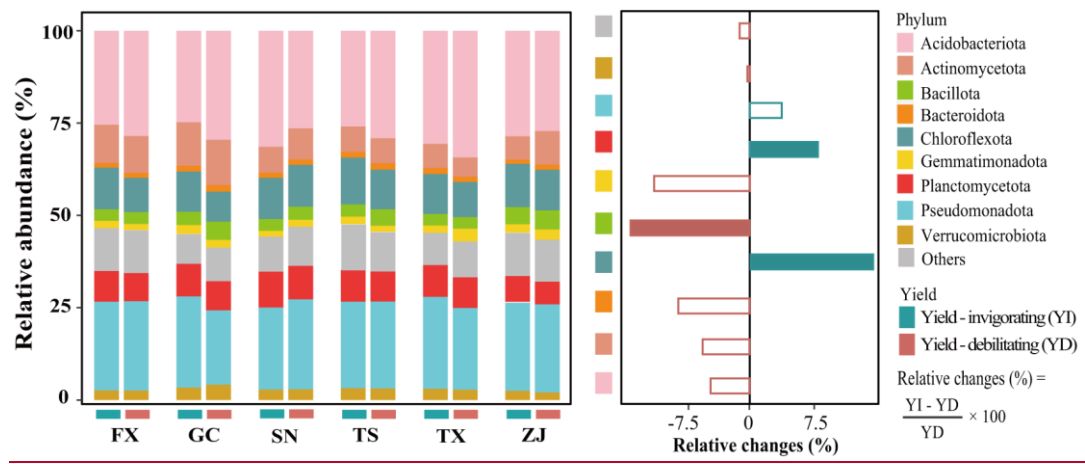 Relative abundance (%)
100
75
50
25
0
FX GC SN TS TX ZJ
-7.5 0 7.5
Relative changes (%)
Phylum
Acidobacteriota
Actinomycetota
Bacillota
Bacteroidota
Chloroflexota
Gemmatimonadota
Planctomycetota
Pseudomonadota
Verrucomicrobiota
Others
Yield
Yield - invigorating (YI)
Yield - debilitating (YD)
Relative changes (%) =
YI - YD
× 100
YD